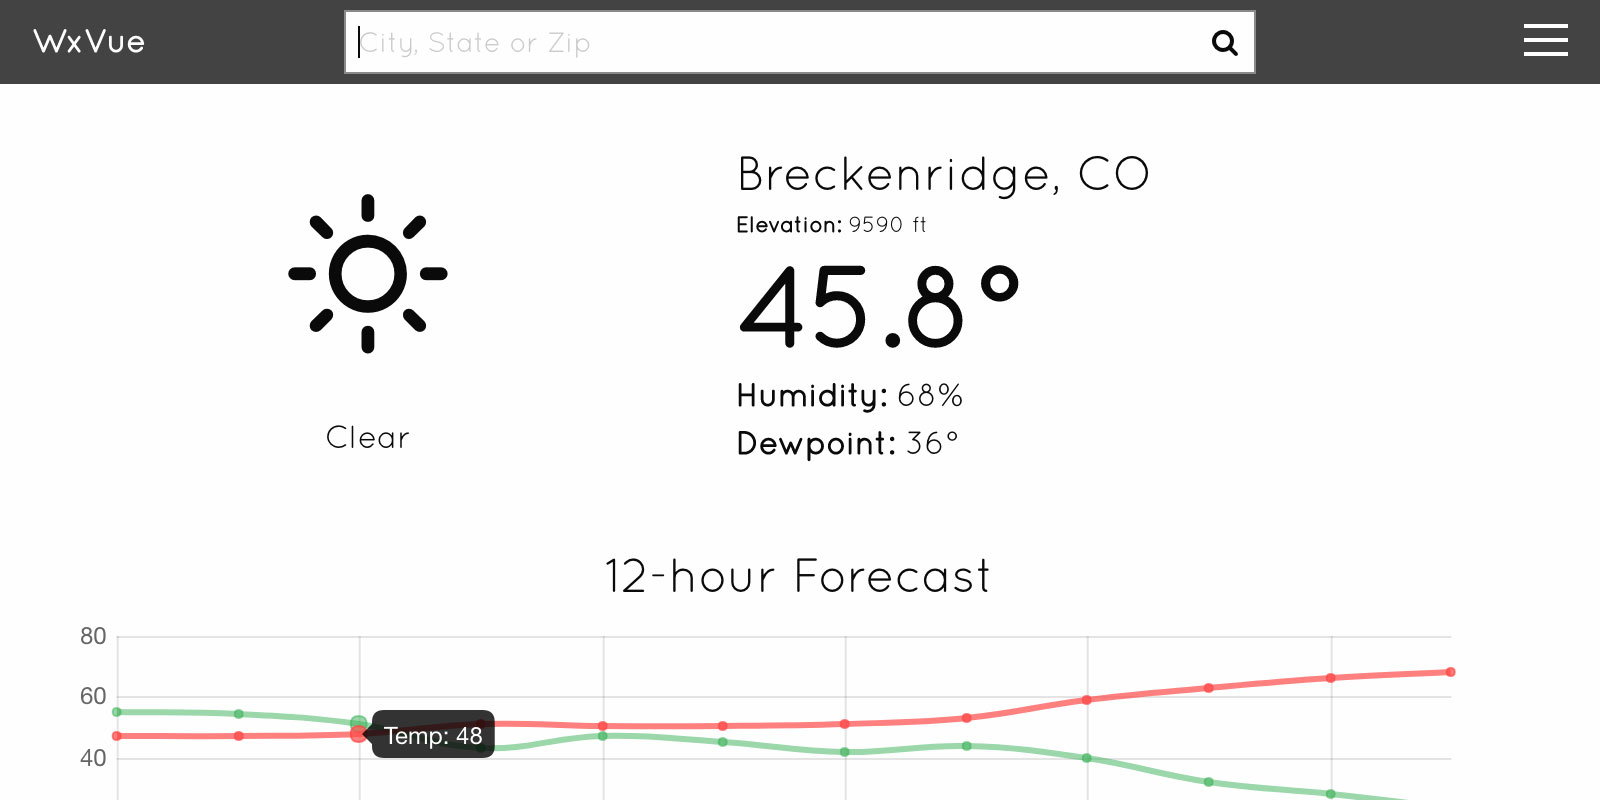 WxVue
City, State or Zip
Breckenridge, CO
Elevation: 9590 ft
45.8°
Humidity: 68%
Dewpoint: 36°
Clear
12-hour Forecast
80
60
Temp: 48
40